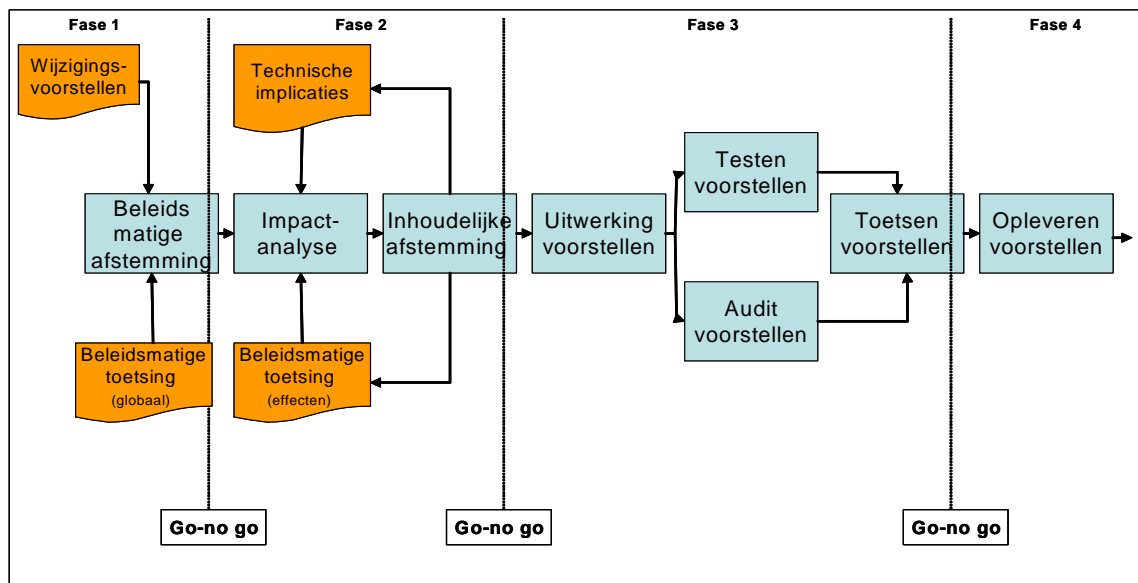 Fase 1
Fase 2
Fase 3
Fase 4
Wijzigings-
voorstellen
Technische
implicaties
Testen
voorstellen
Beleids
matige
afstemming
Impact-
analyse
Inhoudelijke
afstemming
Uitwerking
voorstellen
Toetsen
voorstellen
Opleveren
voorstellen
Audit
voorstellen
Beleidsmatige
toetsing
(globaal)
Beleidsmatige
toetsing
(effecten)
Go-no go
Go-no go
Go-no go